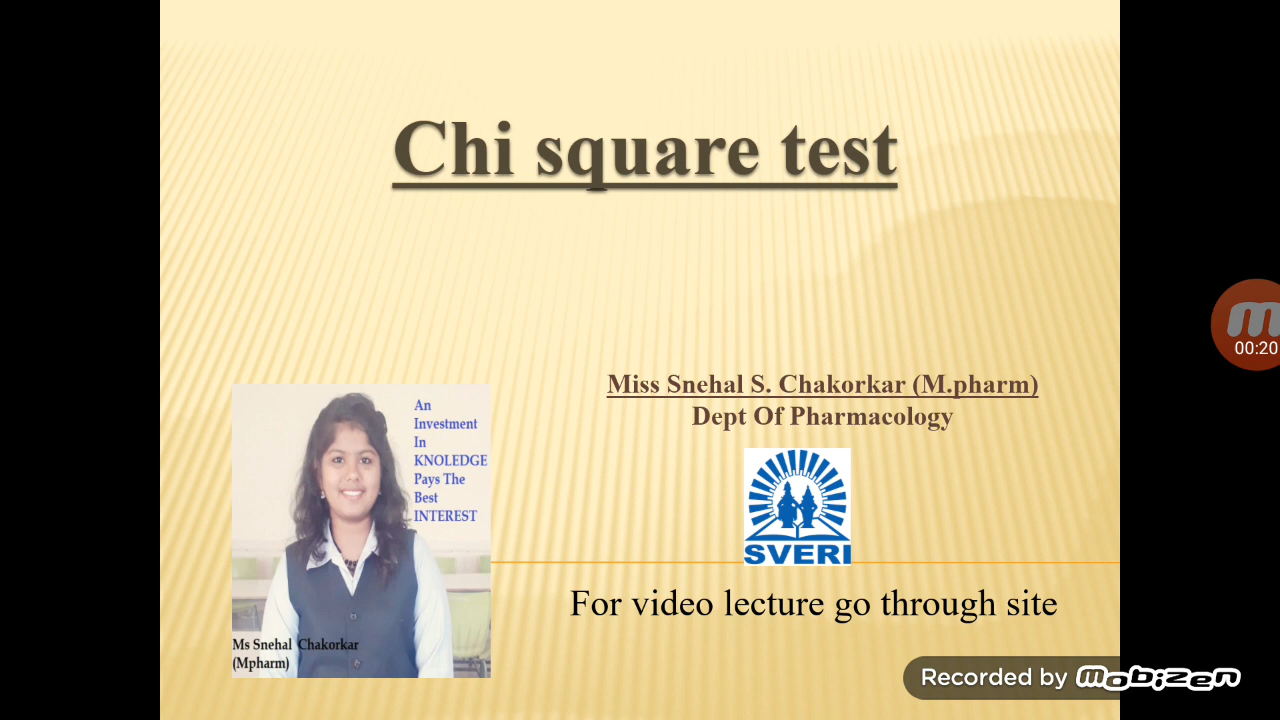 Chi square test
Miss Snehal S. Chakorkar (M.pharm)
Dept Of Pharmacology
An
Investment
In
KNOLEDGE
Pays The
Best
INTEREST
Ms Snehal Chakorkar
(Mpharm)
SVERI
For video lecture go through site
00:20
Recorded by mobizen